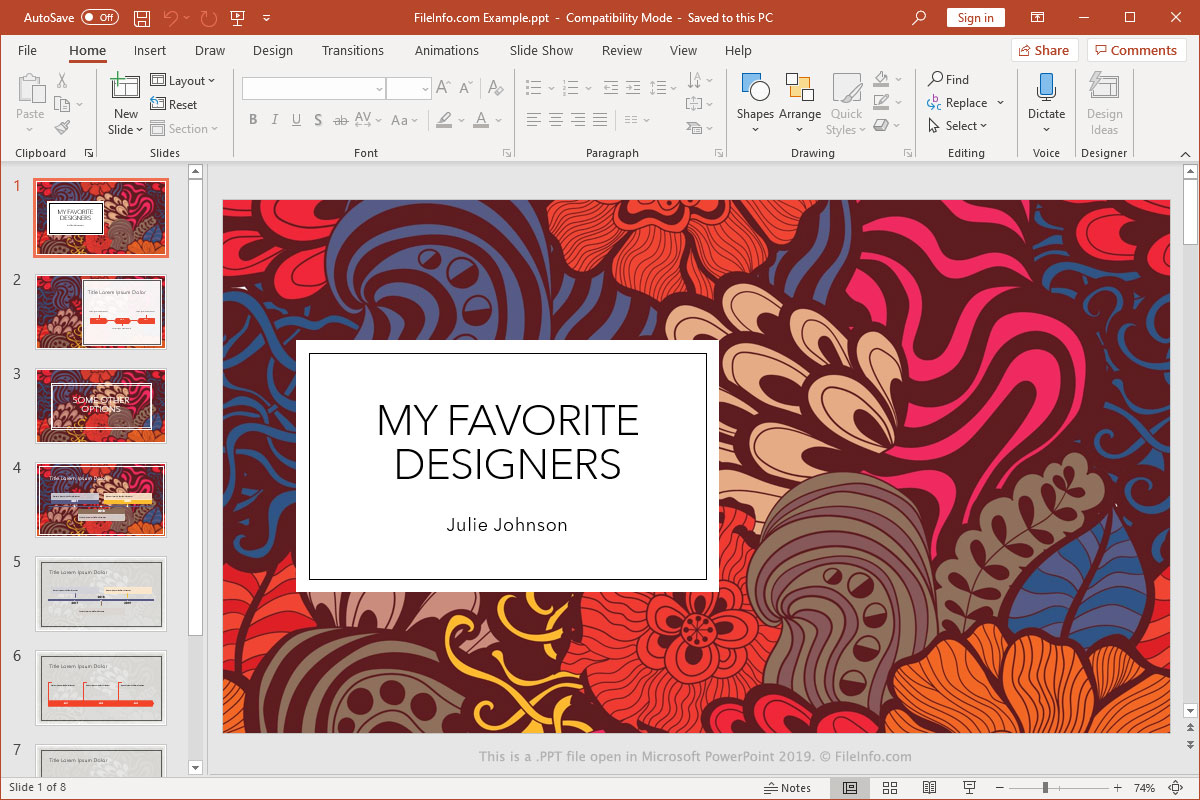 AutoSave Off FileInfo.com Example.ppt - Compatibility Mode - Saved to this PC Sign in
File Home Insert Draw Design Transitions Animations Slide Show Review View Help Share Comments
Paste
Clipboard
New
Slide
Layout
Reset
Section
Slides
B I U S ab AV Aa A
Font
Paragraph
Shapes Arrange Quick
Styles
Drawing
Find
Replace
Select
Editing
Dictate
Voice
Design
Ideas
Designer
1
MY FAVORITE
DESIGNERS
2
Title Lorem Ipsum Dolor
3
SOME OTHER
OPTIONS
4
Title Lorem Ipsum Dolor
5
Title Lorem Ipsum Dolor
6
Title Lorem Ipsum Dolor
7
Title Lorem Ipsum Dolor
MY FAVORITE
DESIGNERS
Julie Johnson
This is a .PPT file open in Microsoft PowerPoint 2019. © FileInfo.com
Slide 1 of 8 Notes 74%